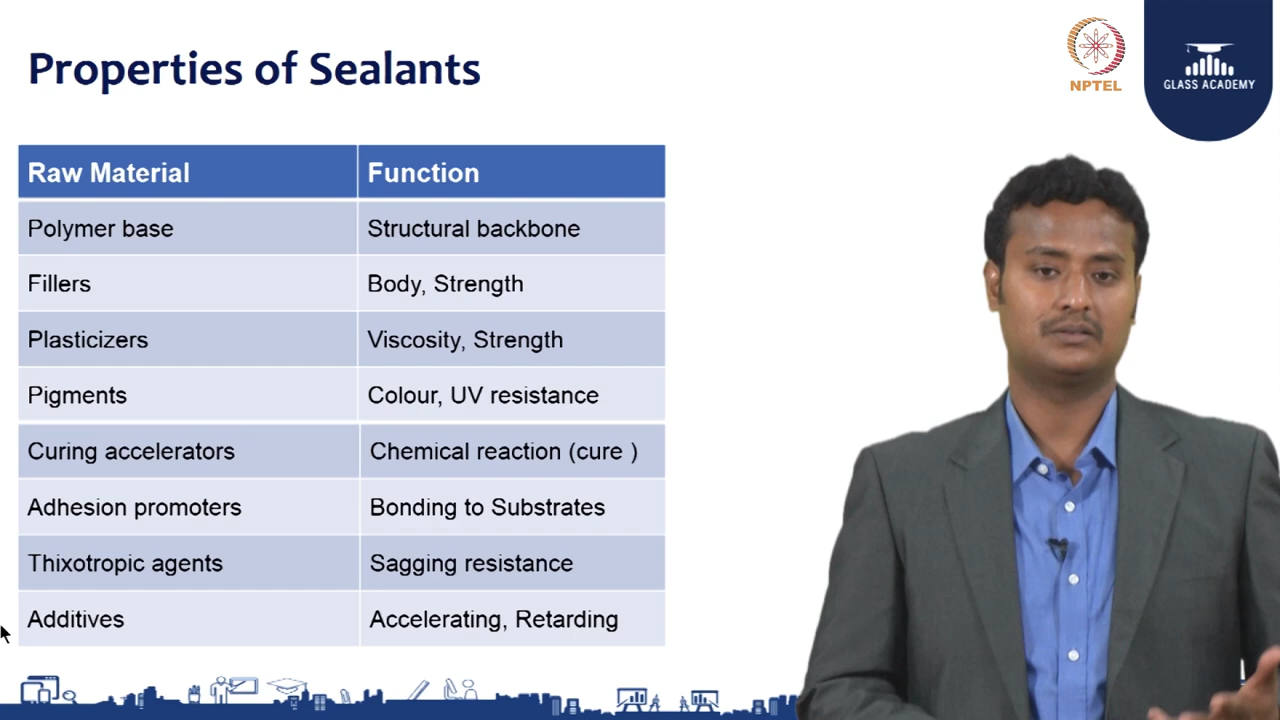 Properties of Sealants
NPTEL
GLASS ACADEMY
Raw Material Function
Polymer base Structural backbone
Fillers Body, Strength
Plasticizers Viscosity, Strength
Pigments Colour, UV resistance
Curing accelerators Chemical reaction (cure )
Adhesion promoters Bonding to Substrates
Thixotropic agents Sagging resistance
Additives Accelerating, Retarding